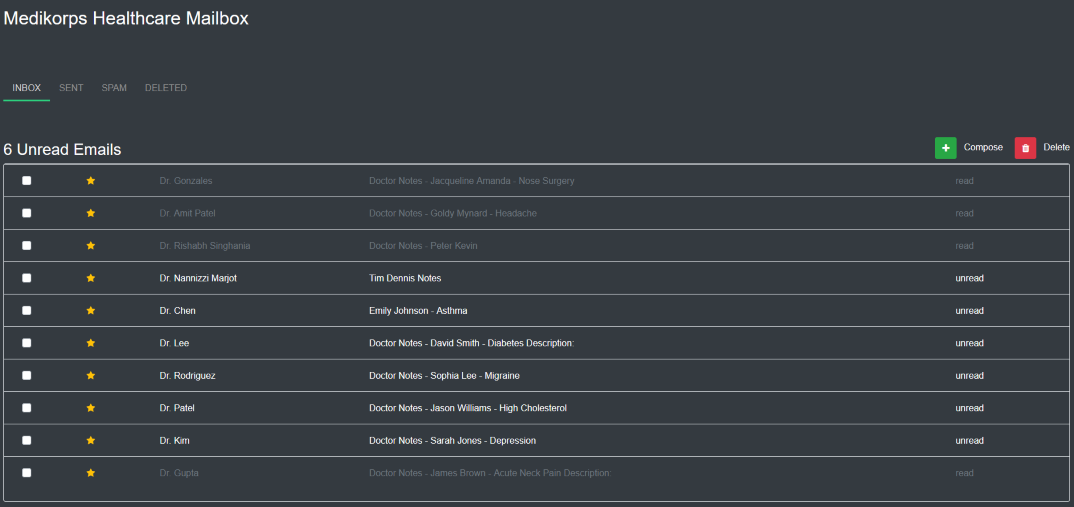 Medikorps Healthcare Mailbox
INBOX SENT SPAM DELETED
6 Unread Emails Compose Delete
Dr. Gonzales Doctor Notes - Jacqueline Amanda - Nose Surgery read
Dr. Amit Patel Doctor Notes - Goldy Mynard - Headache read
Dr. Rishabh Singhania Doctor Notes - Peter Kevin read
Dr. Nannizzi Marjot Tim Dennis Notes unread
Dr. Chen Emily Johnson - Asthma unread
Dr. Lee Doctor Notes - David Smith - Diabetes Description: unread
Dr. Rodriguez Doctor Notes - Sophia Lee - Migraine unread
Dr. Patel Doctor Notes - Jason Williams - High Cholesterol unread
Dr. Kim Doctor Notes - Sarah Jones - Depression unread
Dr. Gupta Doctor Notes - James Brown - Acute Neck Pain Description: read